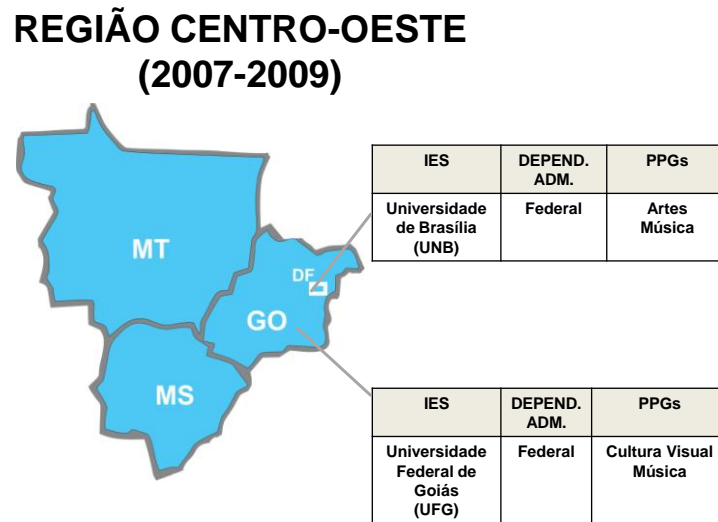 REGIÃO CENTRO-OESTE
(2007-2009)
IES
DEPEND.
ADM.
PPGs
Universidade
de Brasília
(UNB)
Federal
Artes
Música
MT
DF
GO
MS
IES
DEPEND.
ADM.
PPGs
Universidade
Federal de
Goiás
(UFG)
Federal
Cultura Visual
Música